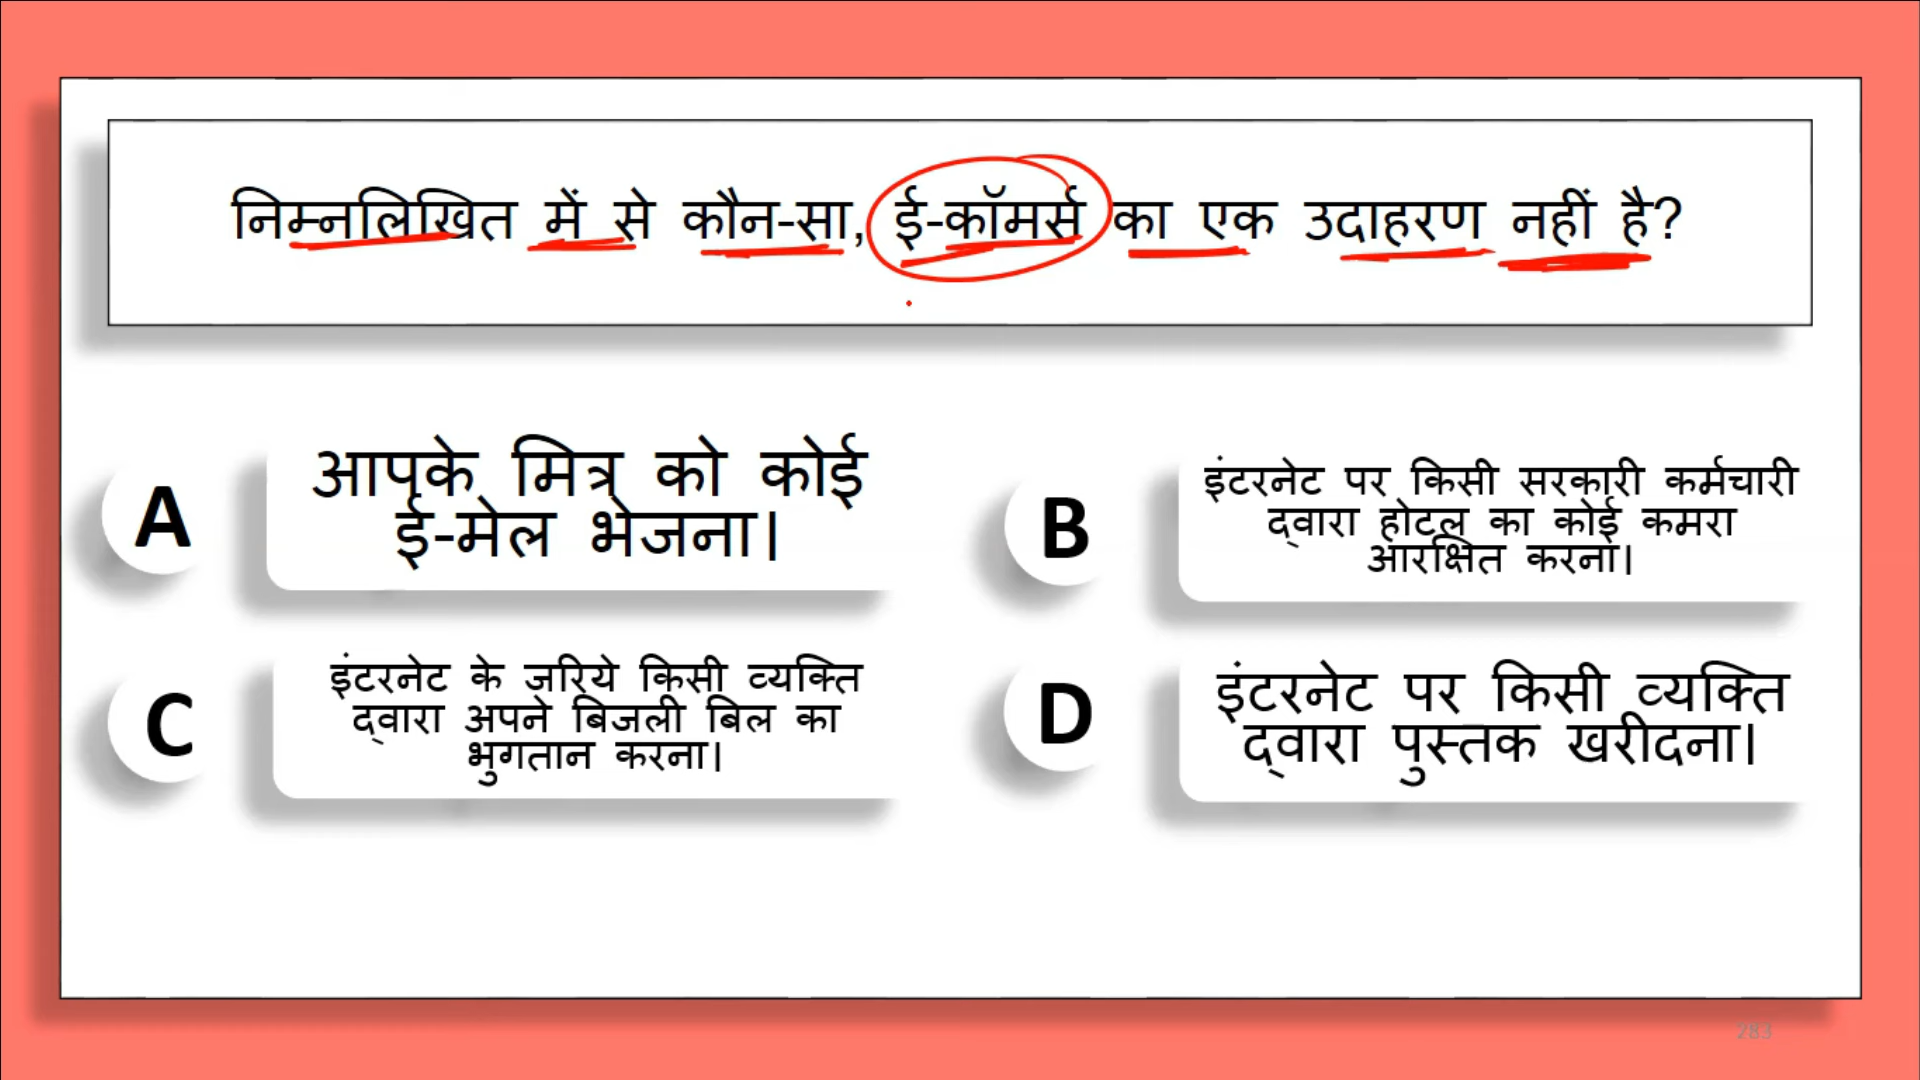 निम्नलिखित में से कौन-सा, ई-कॉमर्स का एक उदाहरण नहीं है?
A
आपके मित्र को कोई
ई-मेल भेजना।
B
इंटरनेट पर किसी सरकारी कर्मचारी
द्वारा होटल का कोई कमरा
आरक्षित करना।
C
इंटरनेट के जरिये किसी व्यक्ति
द्वारा अपने बिजली बिल का
भुगतान करना।
D
इंटरनेट पर किसी व्यक्ति
द्वारा पुस्तक खरीदना।
283